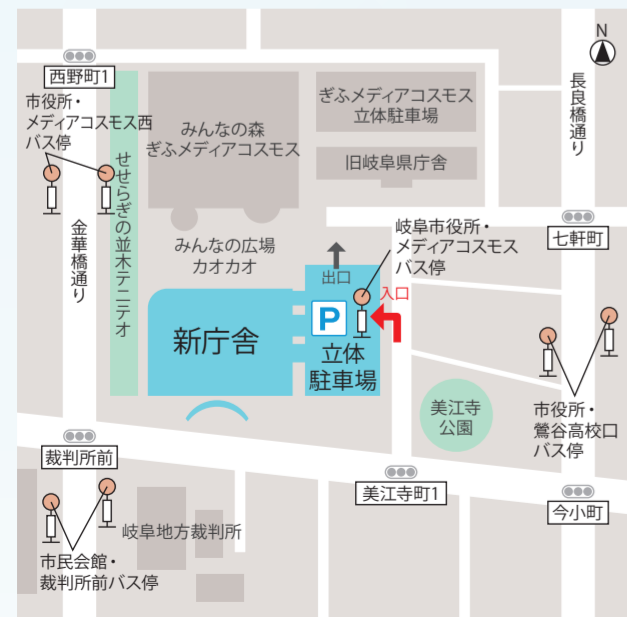 N
西野町1
市役所・
メディアコスモス西
バス停
せせらぎの並木テニテオ
金華橋通り
みんなの森
ぎふメディアコスモス
ぎふメディアコスモス
立体駐車場
旧岐阜県庁舎
長良橋通り
七軒町
みんなの広場
カオカオ
岐阜市役所・
メディアコスモス
バス停
出口
入口
P
新庁舎
立体
駐車場
美江寺
公園
市役所・
鶯谷高校口
バス停
裁判所前
美江寺町1
今小町
岐阜地方裁判所
市民会館・
裁判所前バス停